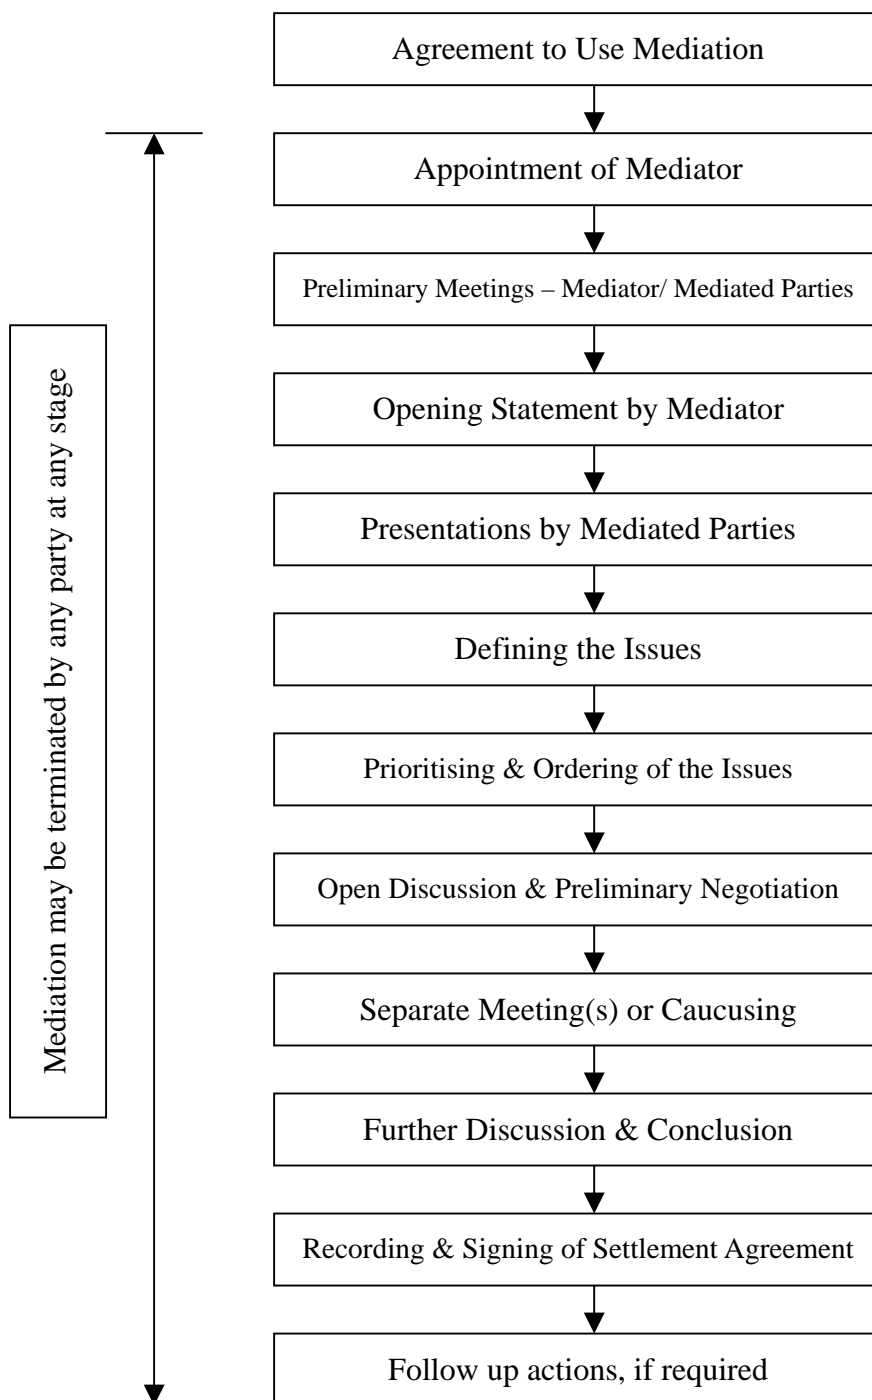 Agreement to Use Mediation
Appointment of Mediator
Preliminary Meetings – Mediator/ Mediated Parties
Opening Statement by Mediator
Presentations by Mediated Parties
Defining the Issues
Prioritising & Ordering of the Issues
Open Discussion & Preliminary Negotiation
Separate Meeting(s) or Caucusing
Further Discussion & Conclusion
Recording & Signing of Settlement Agreement
Follow up actions, if required
Mediation may be terminated by any party at any stage